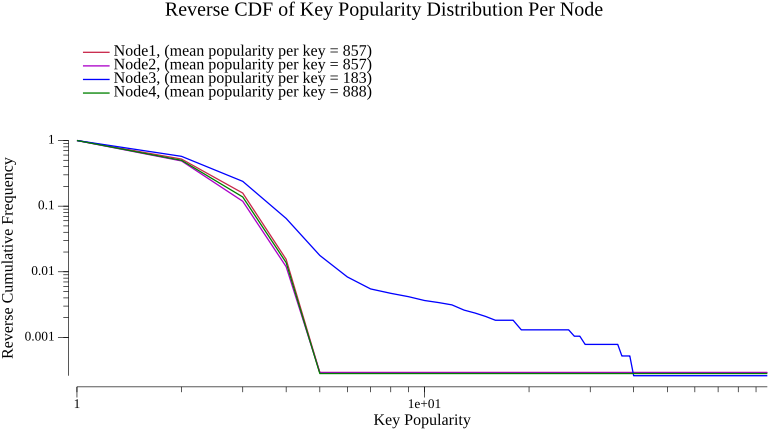 Reverse CDF of Key Popularity Distribution Per Node
Node1, (mean popularity per key = 857)
Node2, (mean popularity per key = 857)
Node3, (mean popularity per key = 183)
Node4, (mean popularity per key = 888)
Reverse Cumulative Frequency
1
0.1
0.01
0.001
1
1e+01
Key Popularity